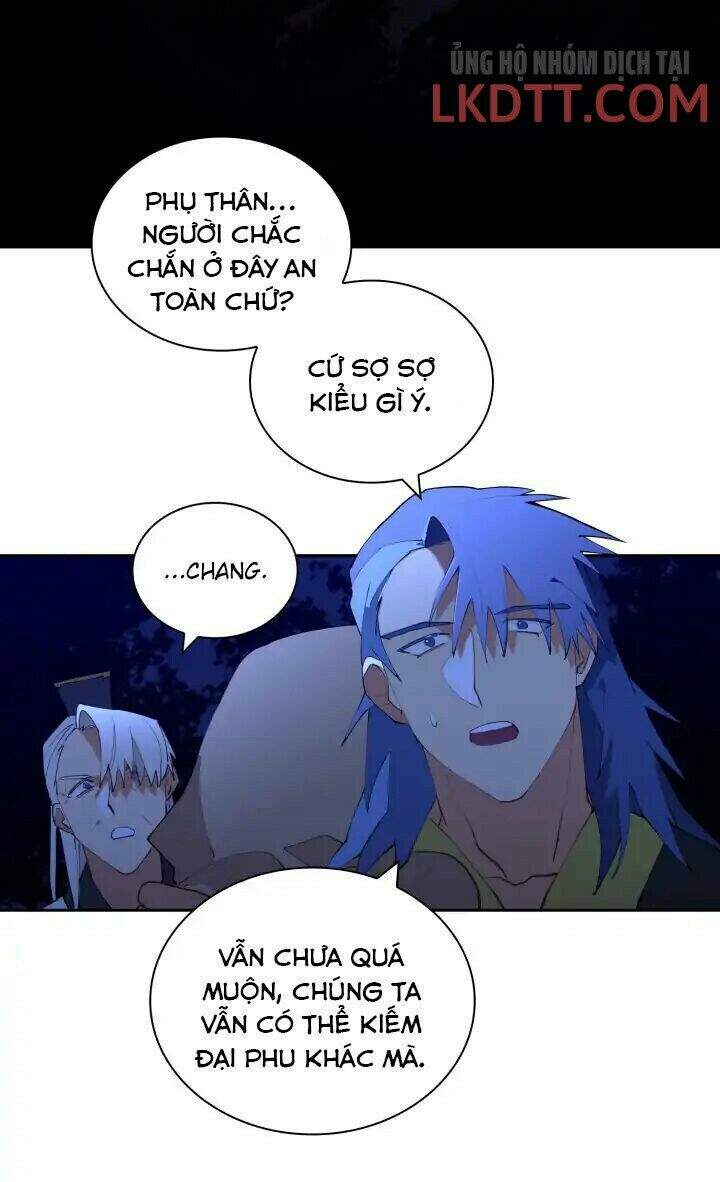 ỦNG HỘ NHÓM DỊCH TẠI
LKDTT.COM
PHỤ THÂN...
NGƯỜI CHẮC
CHẮN Ở ĐÂY AN
TOÀN CHỨ?
CỨ SỢ SỢ
KIỂU GÌ Ý.
...CHANG.
VẪN CHƯA QUÁ
MUỘN, CHÚNG TA
VẪN CÓ THỂ KIẾM
ĐẠI PHU KHÁC MÀ.